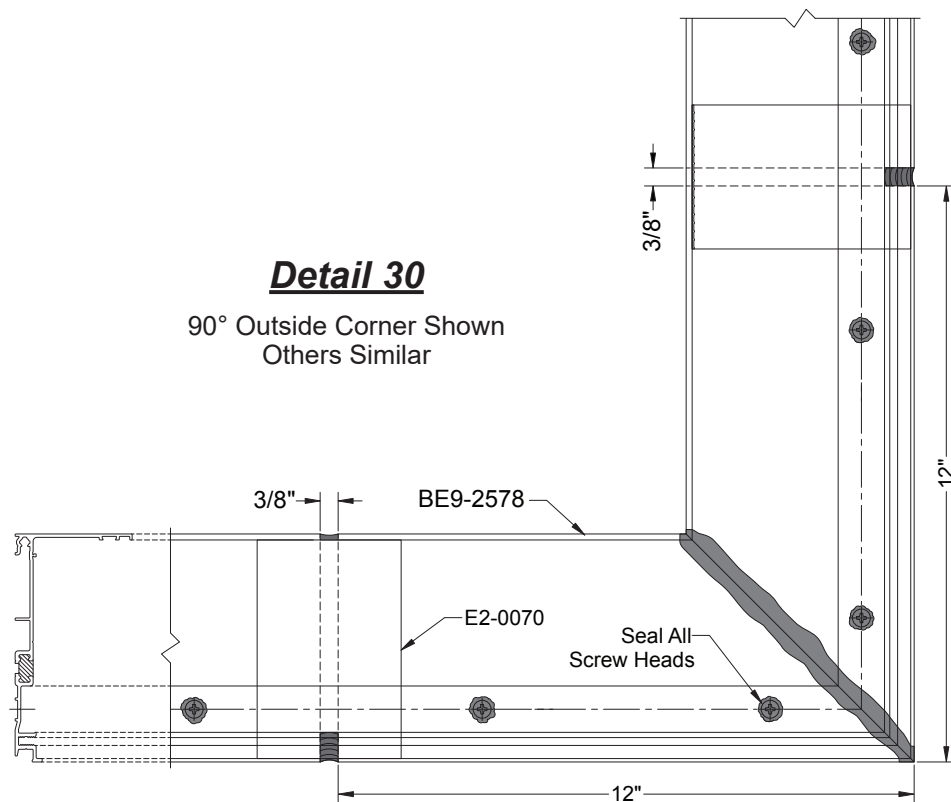 3/8"
Detail 30
90° Outside Corner Shown
Others Similar
12"
3/8"
BE9-2578
E2-0070
Seal All
Screw Heads
12"